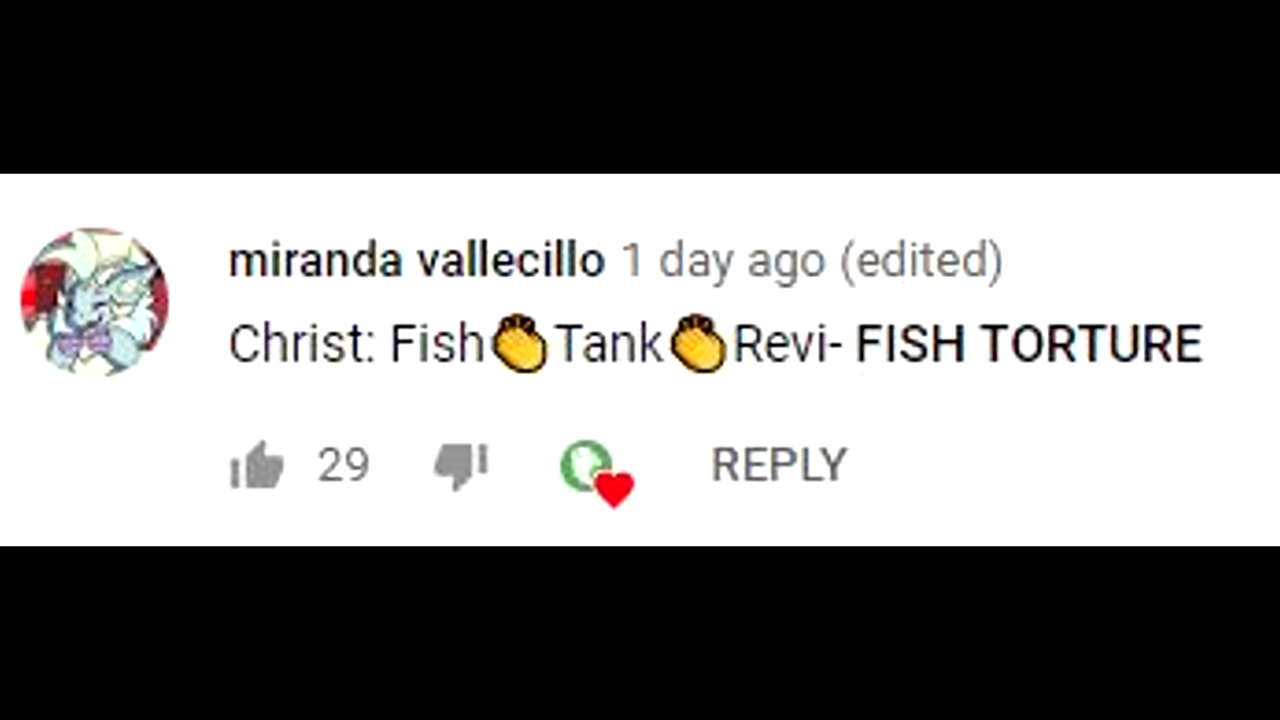 miranda vallecillo 1 day ago (edited)
Christ: Fish👏Tank👏Revi- FISH TORTURE
29 REPLY